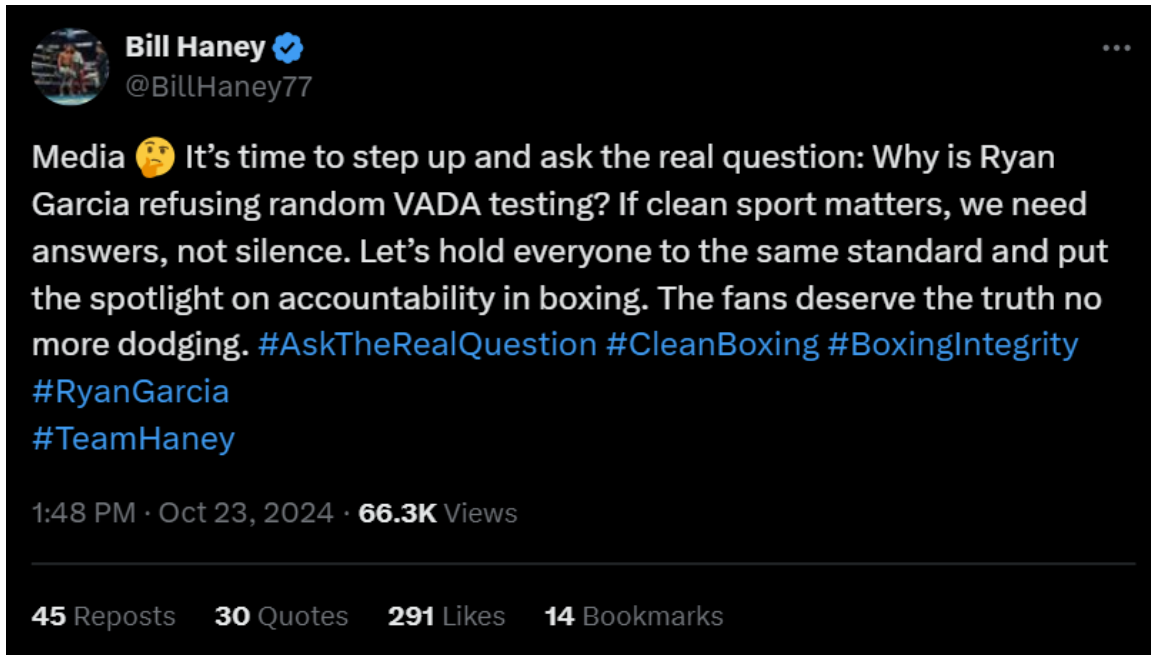 Bill Haney
@BillHaney77
Media 🤔 It’s time to step up and ask the real question: Why is Ryan
Garcia refusing random VADA testing? If clean sport matters, we need
answers, not silence. Let’s hold everyone to the same standard and put
the spotlight on accountability in boxing. The fans deserve the truth no
more dodging. #AskTheRealQuestion #CleanBoxing #BoxingIntegrity
#RyanGarcia
#TeamHaney
1:48 PM · Oct 23, 2024 · 66.3K Views
45 Reposts 30 Quotes 291 Likes 14 Bookmarks